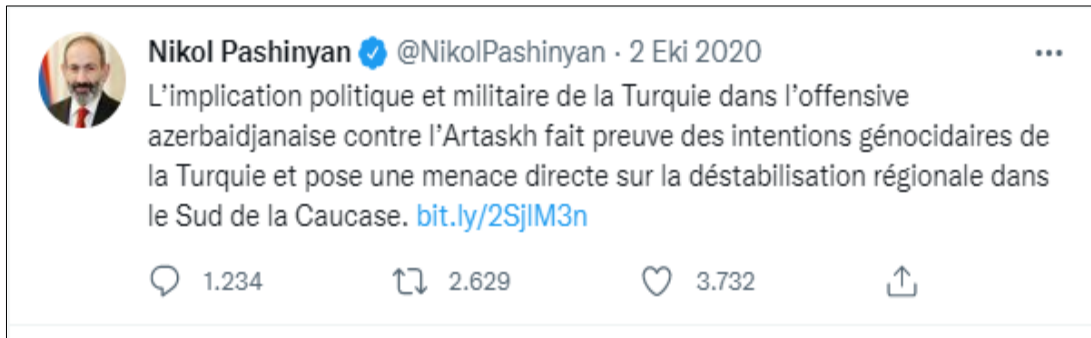 Nikol Pashinyan @NikolPashinyan · 2 Eki 2020
L'implication politique et militaire de la Turquie dans l'offensive
azerbaidjanaise contre l'Artaskh fait preuve des intentions génocidaires de
la Turquie et pose une menace directe sur la déstabilisation régionale dans
le Sud de la Caucase. bit.ly/2SjlM3n
1.234 2.629 3.732